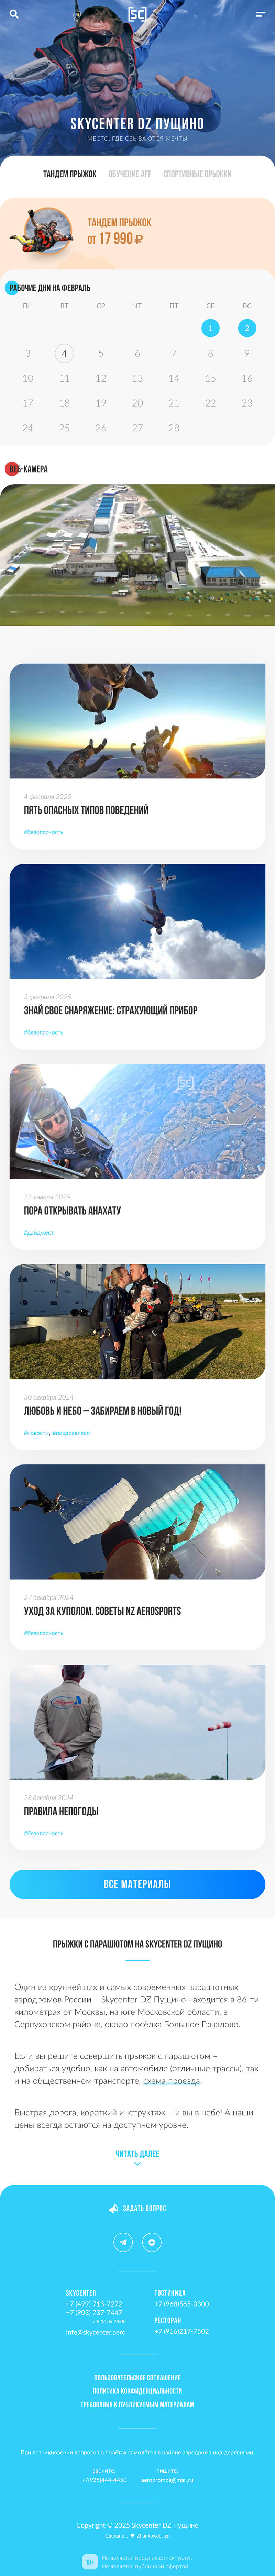 [SC]
SKYCENTER DZ ПУЩИНО
МЕСТО, ГДЕ СБЫВАЮТСЯ МЕЧТЫ
ТАНДЕМ ПРЫЖОК ОБУЧЕНИЕ AFF СПОРТИВНЫЕ ПРЫЖКИ
ТАНДЕМ ПРЫЖОК
ОТ 17 990 ₽
РАБОЧИЕ ДНИ НА ФЕВРАЛЬ
ПН ВТ СР ЧТ ПТ СБ ВС
1 2
3 4 5 6 7 8 9
10 11 12 13 14 15 16
17 18 19 20 21 22 23
24 25 26 27 28
ВЕБ-КАМЕРА
4 февраля 2025
ПЯТЬ ОПАСНЫХ ТИПОВ ПОВЕДЕНИЙ
#безопасность
3 февраля 2025
ЗНАЙ СВОЕ СНАРЯЖЕНИЕ: СТРАХУЮЩИЙ ПРИБОР
#безопасность
[SC]
22 января 2025
ПОРА ОТКРЫВАТЬ АНАХАТУ
#дайджест
30 декабря 2024
ЛЮБОВЬ И НЕБО – ЗАБИРАЕМ В НОВЫЙ ГОД!
#новости, #поздравляем
27 декабря 2024
УХОД ЗА КУПОЛОМ. СОВЕТЫ NZ AEROSPORTS
#безопасность
26 декабря 2024
ПРАВИЛА НЕПОГОДЫ
#безопасность
ВСЕ МАТЕРИАЛЫ
ПРЫЖКИ С ПАРАШЮТОМ НА SKYCENTER DZ ПУЩИНО
Один из крупнейших и самых современных парашютных
аэродромов России – Skycenter DZ Пущино находится в 86-ти
километрах от Москвы, на юге Московской области, в
Серпуховском районе, около посёлка Большое Грызлово.
Если вы решите совершить прыжок с парашютом –
добираться удобно, как на автомобиле (отличные трассы), так
и на общественном транспорте, схема проезда.
Быстрая дорога, короткий инструктаж – и вы в небе! А наши
цены всегда остаются на доступном уровне.
ЧИТАТЬ ДАЛЕЕ
ЗАДАТЬ ВОПРОС
SKYCENTER
+7 (499) 713-7272
+7 (903) 737-7447
с 8:00 до 20:00
info@skycenter.aero
ГОСТИНИЦА
+7 (968)565-0300
РЕСТОРАН
+7 (916)217-7502
ПОЛЬЗОВАТЕЛЬСКОЕ СОГЛАШЕНИЕ
ПОЛИТИКА КОНФИДЕНЦИАЛЬНОСТИ
ТРЕБОВАНИЯ К ПУБЛИКУЕМЫМ МАТЕРИАЛАМ
При возникновении вопросов о полётах самолётов в районе аэродрома над деревнями:
звоните: пишите:
+7(925)444-4450 aerodrombg@mail.ru
Copyright © 2025 Skycenter DZ Пущино
Сделано с ♥ Zharikov.design
Не является предложением услуг.
Не является публичной офертой